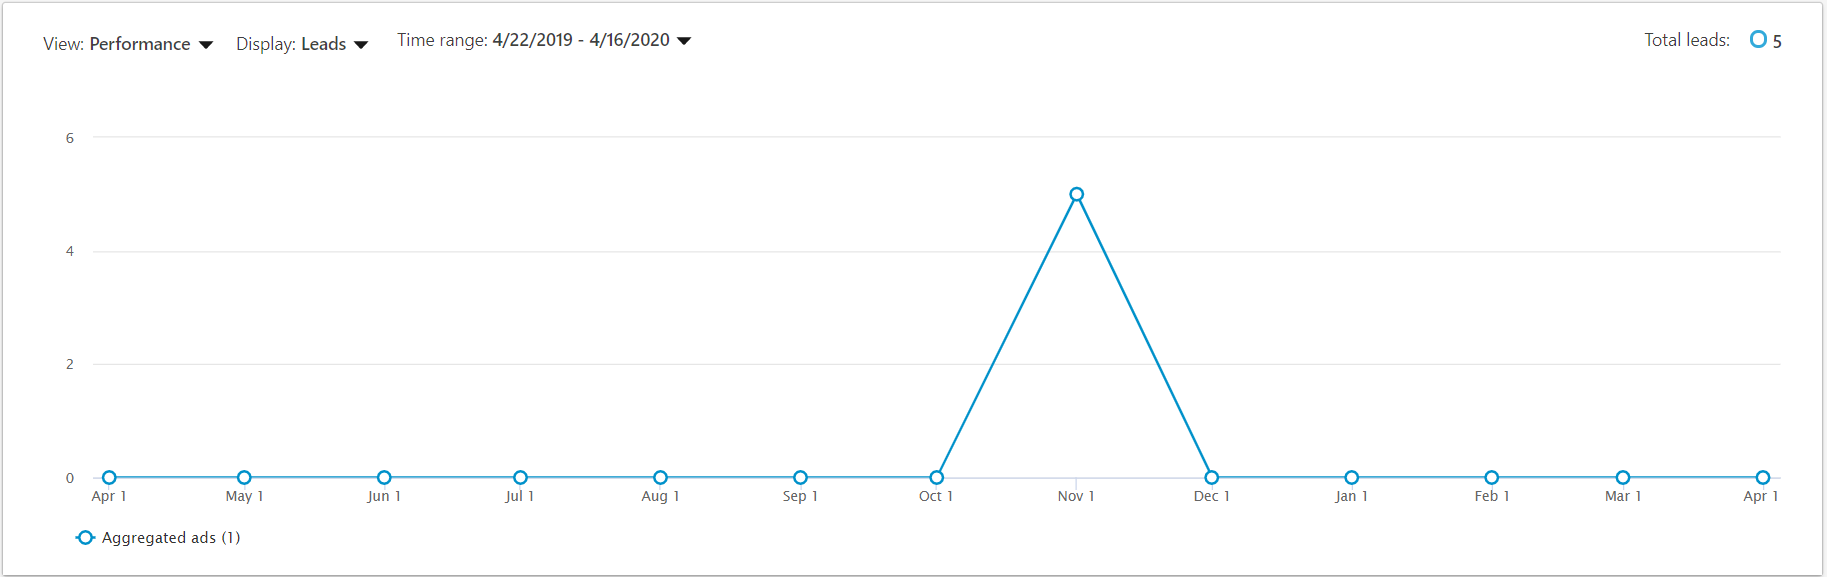 View: Performance Display: Leads Time range: 4/22/2019 - 4/16/2020 Total leads: 5
6
4
2
0
Apr 1 May 1 Jun 1 Jul 1 Aug 1 Sep 1 Oct 1 Nov 1 Dec 1 Jan 1 Feb 1 Mar 1 Apr 1
Aggregated ads (1)